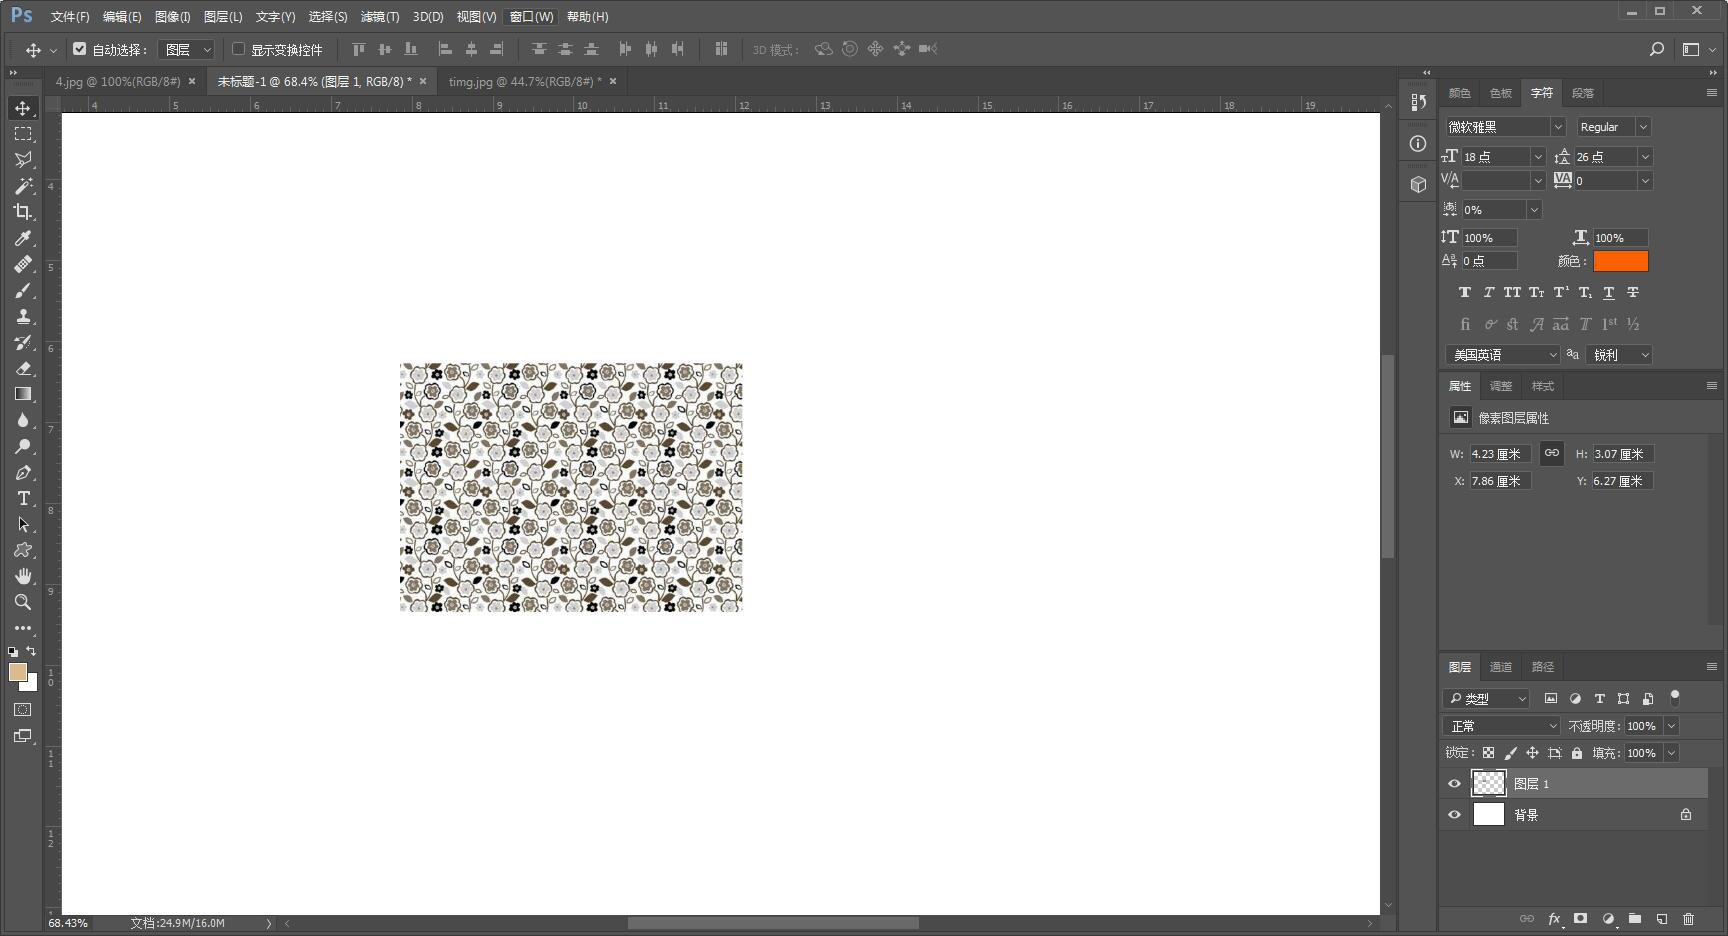 Ps 文件(F) 编辑(E) 图像(I) 图层(L) 文字(Y) 选择(S) 滤镜(T) 3D(D) 视图(V) 窗口(W) 帮助(H)
自动选择： 图层 显示变换控件 3D 模式：
4.jpg @ 100%(RGB/8#) × 未标题-1 @ 68.4% (图层 1, RGB/8) * × timg.jpg @ 44.7%(RGB/8#) * ×
4 5 6 7 8 9 10 11 12 13 14 15 16 17 18 19
4
5
6
7
8
9
10
11
12
颜色 色板 字符 段落
微软雅黑 Regular
18 点 26 点
V/A VA 0
0%
100% 100%
0 点 颜色：
T T TT Tт T¹ T₁ T T
fi st A aa T 1st ½
美国英语 aa 锐利
属性 调整 样式
像素图层属性
W: 4.23 厘米 H: 3.07 厘米
X: 7.86 厘米 Y: 6.27 厘米
图层 通道 路径
类型 T
正常 不透明度： 100%
锁定： 填充： 100%
图层 1
背景
fx
68.43% 文档:24.9M/16.0M